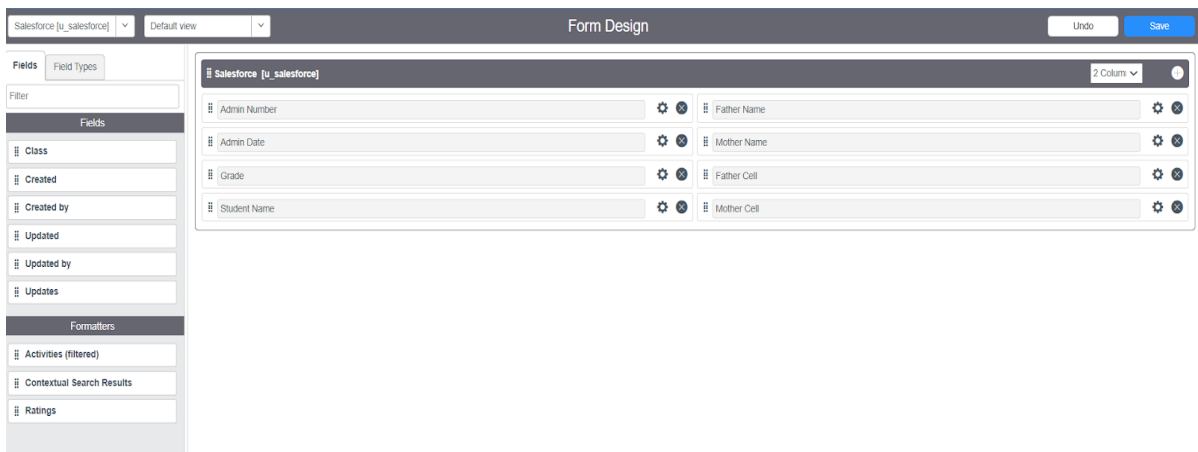 Salesforce [u_salesforce] Default view Form Design Undo Save
Fields Field Types
Filter
Fields
Class
Created
Created by
Updated
Updated by
Updates
Formatters
Activities (filtered)
Contextual Search Results
Ratings
Salesforce [u_salesforce] 2 Colum
Admin Number Father Name
Admin Date Mother Name
Grade Father Cell
Student Name Mother Cell